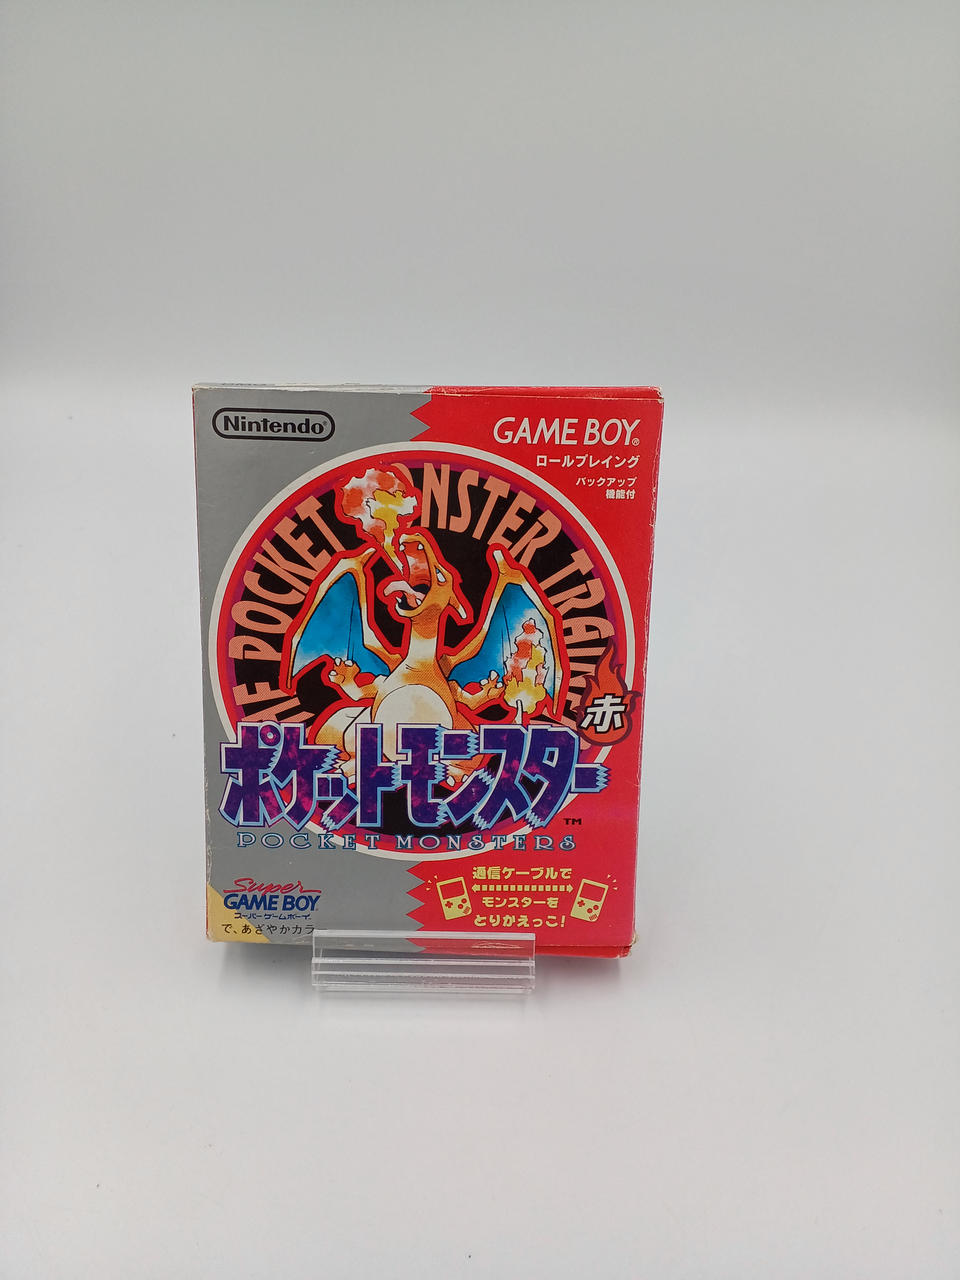 Nintendo®
GAME BOY®
ロールプレイング
バックアップ
機能付
POCKET MONSTER
赤
ポケットモンスター
TM
POCKET MONSTERS
通信ケーブルで
モンスターを
とりかえっこ!
Super
GAME BOY
スーパーゲームボーイ
で、あざやかカラ